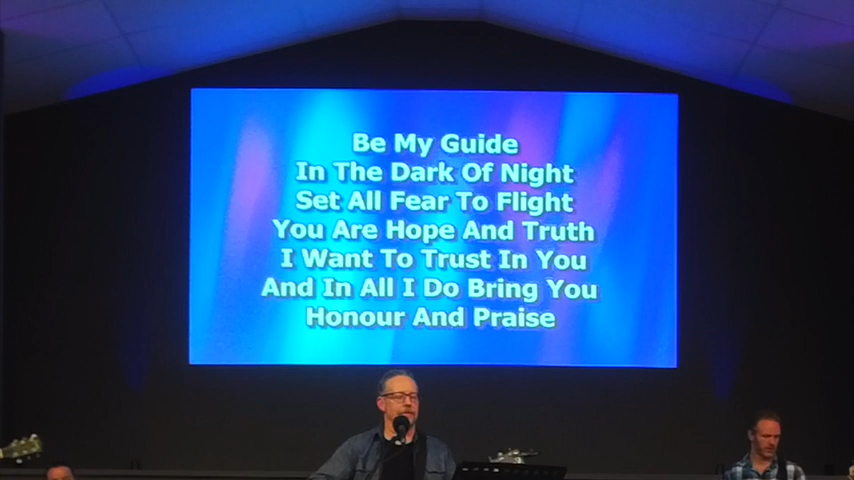 Be My Guide
In The Dark Of Night
Set All Fear To Flight
You Are Hope And Truth
I Want To Trust In You
And In All I Do Bring You
Honour And Praise